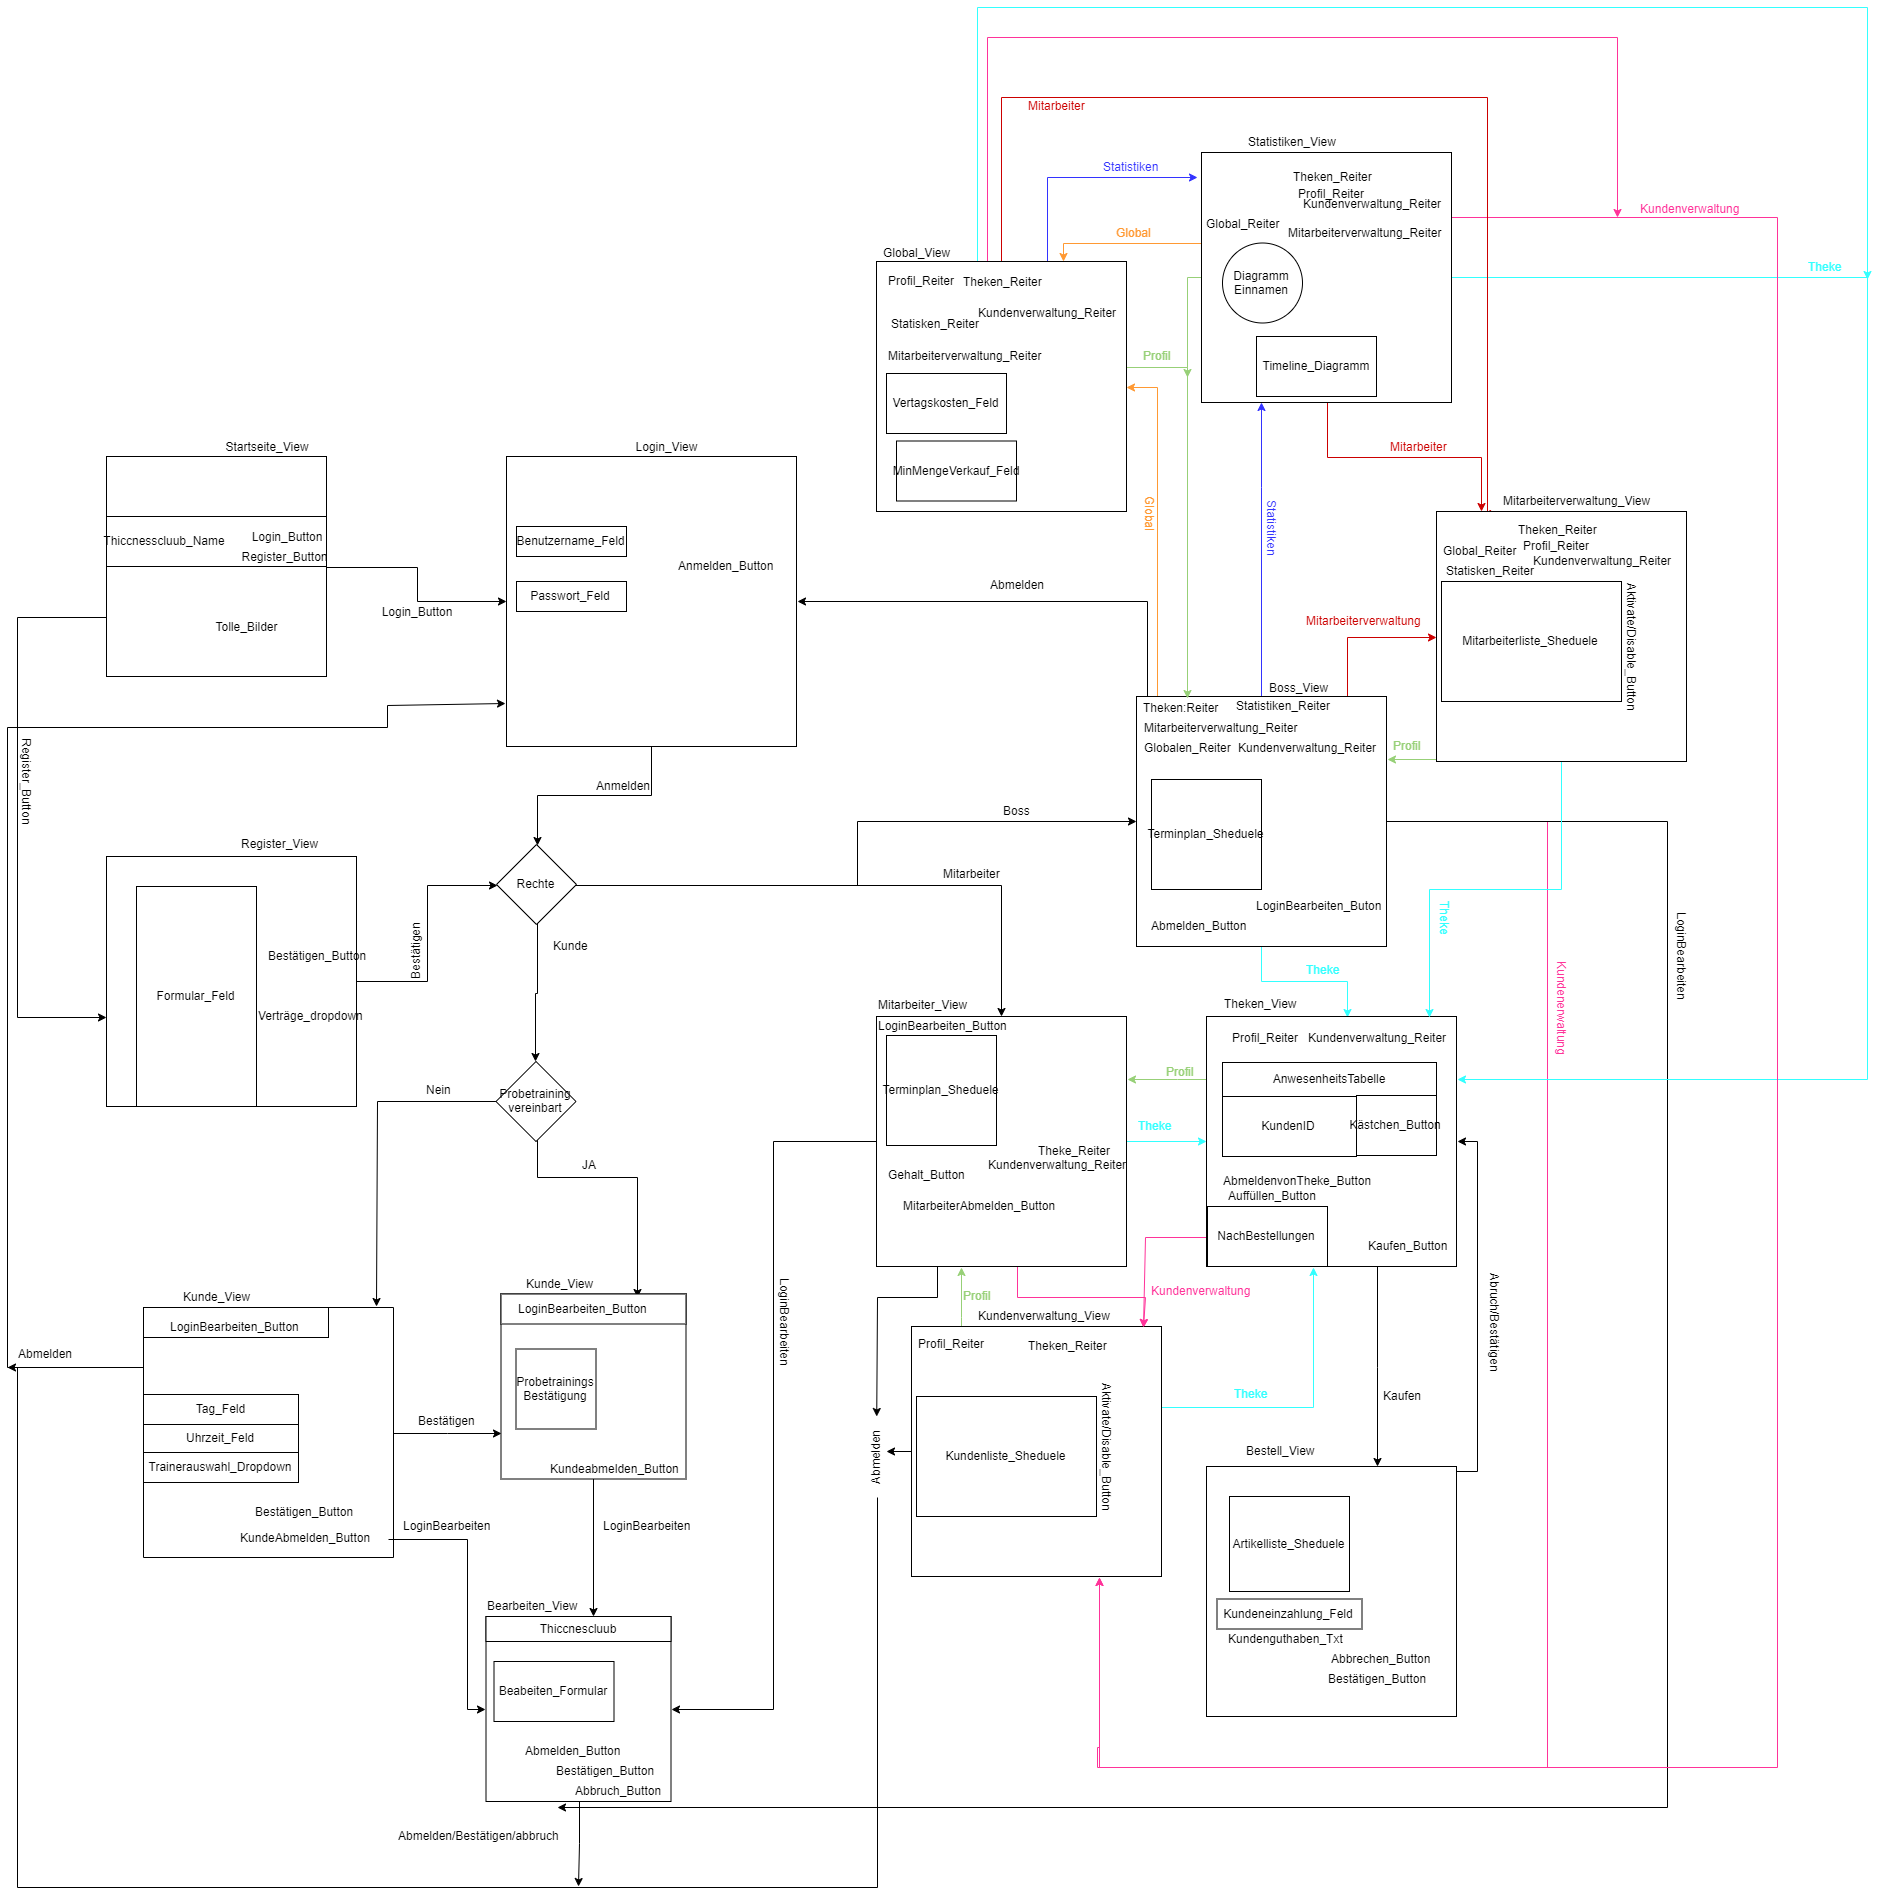 Mitarbeiter
Statistiken_View
Statistiken
Theken_Reiter
Profil_Reiter
Kundenverwaltung_Reiter
Kundenverwaltung
Global_Reiter
Mitarbeiterverwaltung_Reiter
Global
Diagramm
Einnamen
Theke
Timeline_Diagramm
Global_View
Profil_Reiter
Theken_Reiter
Kundenverwaltung_Reiter
Statisken_Reiter
Mitarbeiterverwaltung_Reiter
Profil
Vertagskosten_Feld
MinMengeVerkauf_Feld
Mitarbeiter
Global
Statistiken
Startseite_View
Thiccnesscluub_Name
Login_Button
Register_Button
Tolle_Bilder
Login_Button
Login_View
Benutzername_Feld
Passwort_Feld
Anmelden_Button
Abmelden
Mitarbeiterverwaltung_View
Theken_Reiter
Profil_Reiter
Global_Reiter
Kundenverwaltung_Reiter
Statisken_Reiter
Mitarbeiterliste_Sheduele
Aktivate/Disable_Button
Mitarbeiterverwaltung
Boss_View
Theken:Reiter
Statistiken_Reiter
Mitarbeiterverwaltung_Reiter
Globalen_Reiter
Kundenverwaltung_Reiter
Profil
Terminplan_Sheduele
LoginBearbeiten_Buton
Abmelden_Button
Register_Button
Anmelden
Boss
Rechte
Mitarbeiter
Kunde
Register_View
Formular_Feld
Bestätigen_Button
Verträge_dropdown
Bestätigen
Theke
Theke
Kundenerwaltung
LoginBearbeiten
Probetraining
vereinbart
Nein
JA
Mitarbeiter_View
LoginBearbeiten_Button
Terminplan_Sheduele
Theke_Reiter
Kundenverwaltung_Reiter
Gehalt_Button
MitarbeiterAbmelden_Button
Profil
Theke
Theken_View
Profil_Reiter
Kundenverwaltung_Reiter
AnwesenheitsTabelle
KundenID
Kästchen_Button
AbmeldenvonTheke_Button
Auffüllen_Button
NachBestellungen
Kaufen_Button
Kundenverwaltung
Profil
Kundenverwaltung_View
Profil_Reiter
Theken_Reiter
Kundenliste_Sheduele
Aktivate/Disable_Button
Theke
Abmelden
Kaufen
Abruch/Bestätigen
LoginBearbeiten
Kunde_View
LoginBearbeiten_Button
Abmelden
Tag_Feld
Uhrzeit_Feld
Trainerauswahl_Dropdown
Bestätigen_Button
KundeAbmelden_Button
Bestätigen
LoginBearbeiten
Kunde_View
LoginBearbeiten_Button
Probetrainings
Bestätigung
Kundeabmelden_Button
LoginBearbeiten
Bestell_View
Artikelliste_Sheduele
Kundeneinzahlung_Feld
Kundenguthaben_Txt
Abbrechen_Button
Bestätigen_Button
Bearbeiten_View
Thiccnescluub
Beabeiten_Formular
Abmelden_Button
Bestätigen_Button
Abbruch_Button
Abmelden/Bestätigen/abbruch